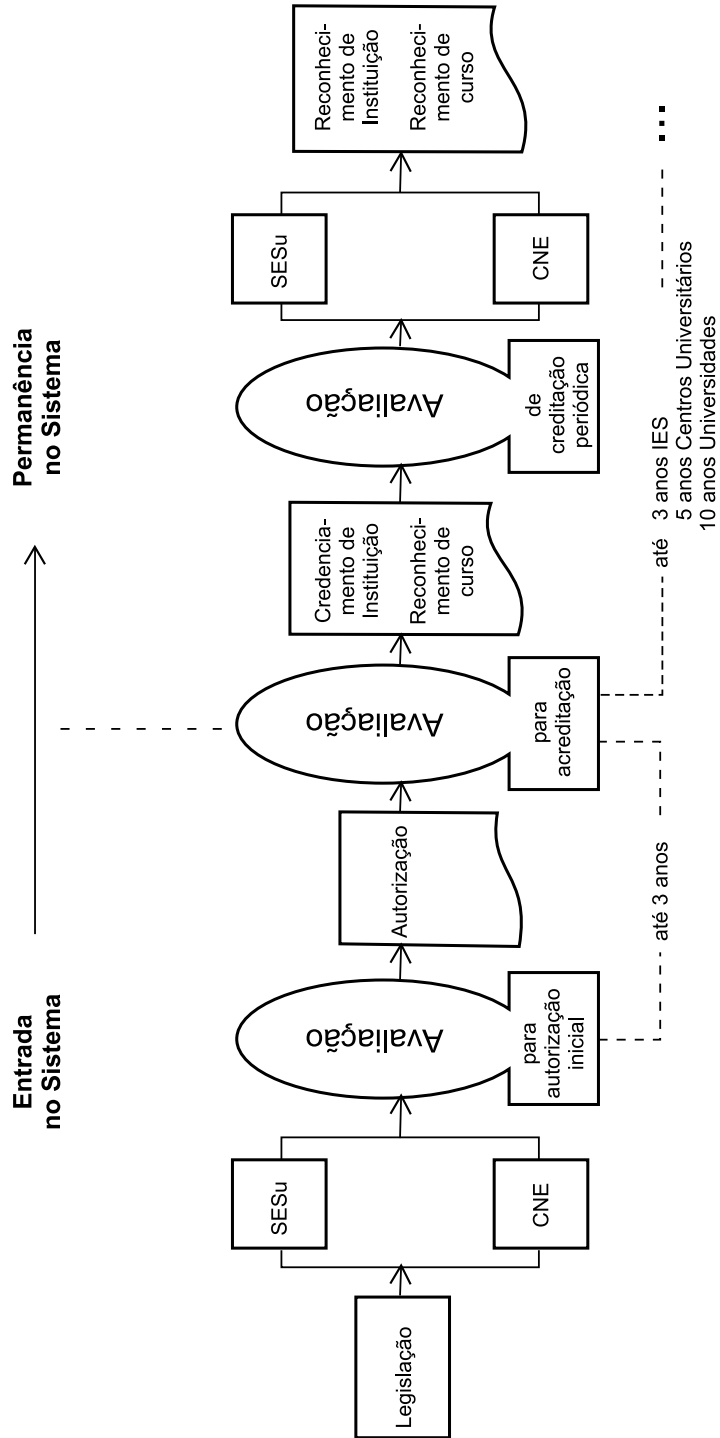 Entrada
no Sistema
Permanência
no Sistema
Legislação
SESu
CNE
Avaliação
para
autorização
inicial
Autorização
Avaliação
para
acreditação
Credencia-
mento de
Instituição
Reconheci-
mento de
curso
Avaliação
de
creditação
periódica
SESu
CNE
Reconheci-
mento de
Instituição
Reconheci-
mento de
curso
até 3 anos
até 3 anos IES
5 anos Centros Universitários
10 anos Universidades
...